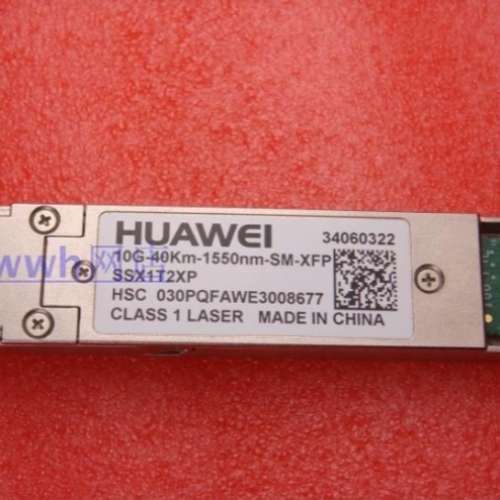 HUAWEI 34060322
10G-40Km-1550nm-SM-XFP
SSX1T2XP
HSC 030PQFAWE3008677
CLASS 1 LASER MADE IN CHINA